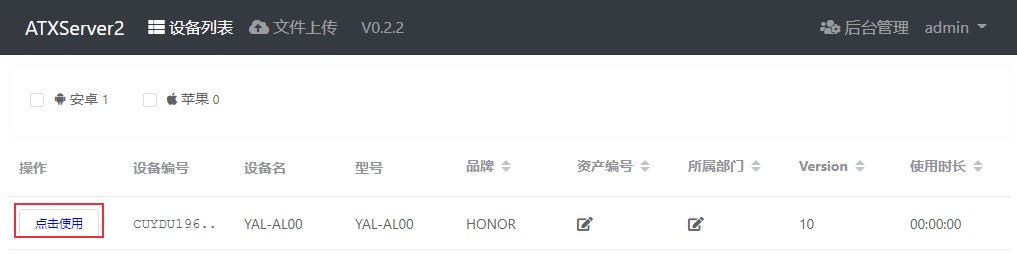 ATXServer2 设备列表 文件上传 V0.2.2 后台管理 admin
安卓 1 苹果 0
操作 设备编号 设备名 型号 品牌 资产编号 所属部门 Version 使用时长
点击使用 CUYDU196.. YAL-AL00 YAL-AL00 HONOR 10 00:00:00